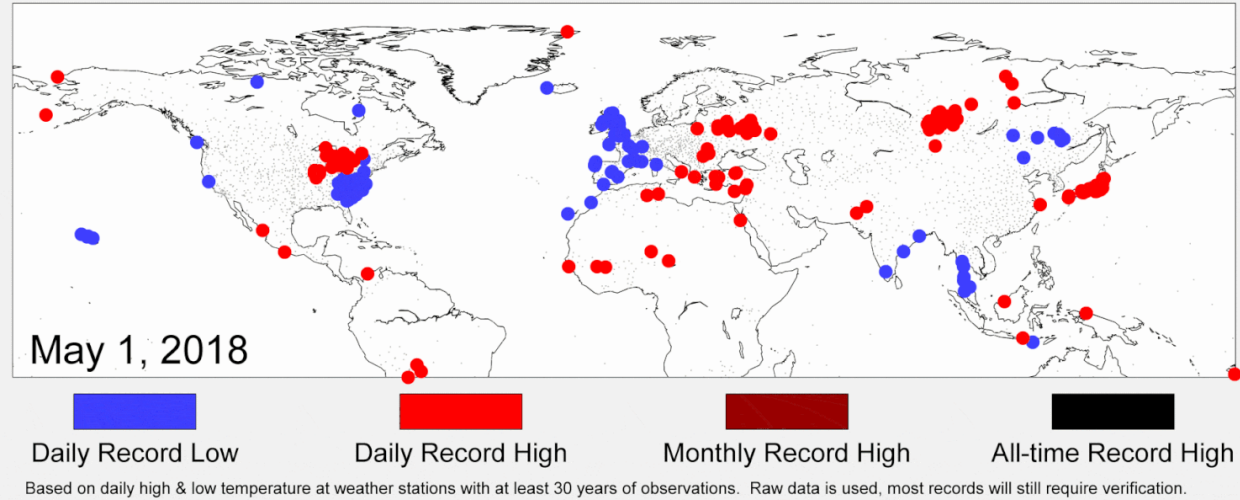 May 1, 2018
Daily Record Low
Daily Record High
Monthly Record High
All-time Record High
Based on daily high & low temperature at weather stations with at least 30 years of observations.  Raw data is used, most records will still require verification.